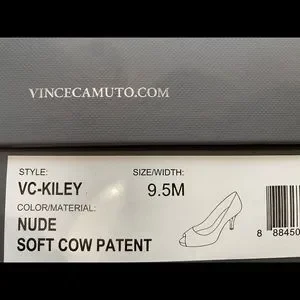 VINCECAMUTO.COM
STYLE: SIZE/WIDTH:
VC-KILEY 9.5M
COLOR/MATERIAL:
NUDE
SOFT COW PATENT
8 88450